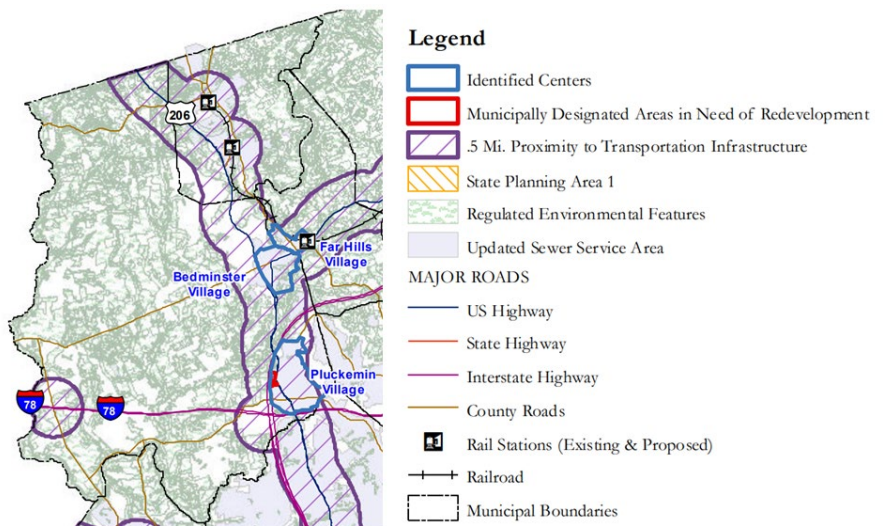 206
Far Hills
Village
Bedminster
Village
Pluckemin
Village
78
78
Legend
Identified Centers
Municipally Designated Areas in Need of Redevelopment
.5 Mi. Proximity to Transportation Infrastructure
State Planning Area 1
Regulated Environmental Features
Updated Sewer Service Area
MAJOR ROADS
US Highway
State Highway
Interstate Highway
County Roads
Rail Stations (Existing & Proposed)
Railroad
Municipal Boundaries